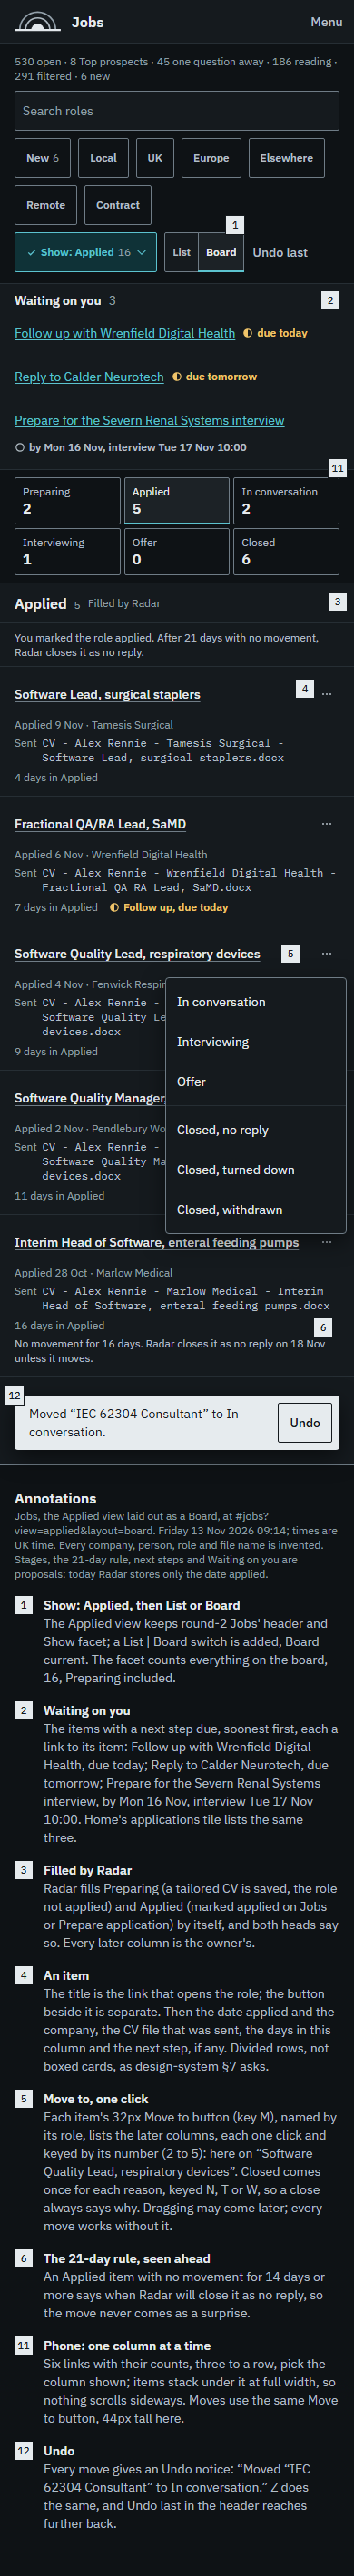 Jobs
Menu
530 open · 8 Top prospects · 45 one question away · 186 reading ·
291 filtered · 6 new
Search roles
New 6
Local
UK
Europe
Elsewhere
Remote
Contract
1
Show: Applied 16
List
Board
Undo last
Waiting on you 3
2
Follow up with Wrenfield Digital Health
due today
Reply to Calder Neurotech
due tomorrow
Prepare for the Severn Renal Systems interview
by Mon 16 Nov, interview Tue 17 Nov 10:00
11
Preparing
2
Applied
5
In conversation
2
Interviewing
1
Offer
0
Closed
6
Applied 5 Filled by Radar
3
You marked the role applied. After 21 days with no movement,
Radar closes it as no reply.
Software Lead, surgical staplers
4
...
Applied 9 Nov · Tamesis Surgical
Sent CV - Alex Rennie - Tamesis Surgical -
Software Lead, surgical staplers.docx
4 days in Applied
Fractional QA/RA Lead, SaMD
...
Applied 6 Nov · Wrenfield Digital Health
Sent CV - Alex Rennie - Wrenfield Digital Health -
Fractional QA RA Lead, SaMD.docx
7 days in Applied
Follow up, due today
Software Quality Lead, respiratory devices
5
...
Applied 4 Nov · Fenwick Respir
Sent CV - Alex Rennie -
Software Quality Le
devices.docx
9 days in Applied
In conversation
Interviewing
Offer
Closed, no reply
Closed, turned down
Closed, withdrawn
Software Quality Manager,
Applied 2 Nov · Pendlebury Wo
Sent CV - Alex Rennie -
Software Quality Ma
devices.docx
11 days in Applied
Interim Head of Software, enteral feeding pumps
...
Applied 28 Oct · Marlow Medical
Sent CV - Alex Rennie - Marlow Medical - Interim
Head of Software, enteral feeding pumps.docx
16 days in Applied
6
No movement for 16 days. Radar closes it as no reply on 18 Nov
unless it moves.
12
Moved “IEC 62304 Consultant” to In
conversation.
Undo
Annotations
Jobs, the Applied view laid out as a Board, at #jobs?
view=applied&layout=board. Friday 13 Nov 2026 09:14; times are
UK time. Every company, person, role and file name is invented.
Stages, the 21-day rule, next steps and Waiting on you are
proposals: today Radar stores only the date applied.
1
Show: Applied, then List or Board
The Applied view keeps round-2 Jobs' header and
Show facet; a List | Board switch is added, Board
current. The facet counts everything on the board,
16, Preparing included.
2
Waiting on you
The items with a next step due, soonest first, each a
link to its item: Follow up with Wrenfield Digital
Health, due today; Reply to Calder Neurotech, due
tomorrow; Prepare for the Severn Renal Systems
interview, by Mon 16 Nov, interview Tue 17 Nov
10:00. Home's applications tile lists the same
three.
3
Filled by Radar
Radar fills Preparing (a tailored CV is saved, the role
not applied) and Applied (marked applied on Jobs
or Prepare application) by itself, and both heads say
so. Every later column is the owner's.
4
An item
The title is the link that opens the role; the button
beside it is separate. Then the date applied and the
company, the CV file that was sent, the days in this
column and the next step, if any. Divided rows, not
boxed cards, as design-system §7 asks.
5
Move to, one click
Each item's 32px Move to button (key M), named by
its role, lists the later columns, each one click and
keyed by its number (2 to 5): here on “Software
Quality Lead, respiratory devices”. Closed comes
once for each reason, keyed N, T or W, so a close
always says why. Dragging may come later; every
move works without it.
6
The 21-day rule, seen ahead
An Applied item with no movement for 14 days or
more says when Radar will close it as no reply, so
the move never comes as a surprise.
11
Phone: one column at a time
Six links with their counts, three to a row, pick the
column shown; items stack under it at full width, so
nothing scrolls sideways. Moves use the same Move
to button, 44px tall here.
12
Undo
Every move gives an Undo notice: “Moved “IEC
62304 Consultant” to In conversation.” Z does
the same, and Undo last in the header reaches
further back.